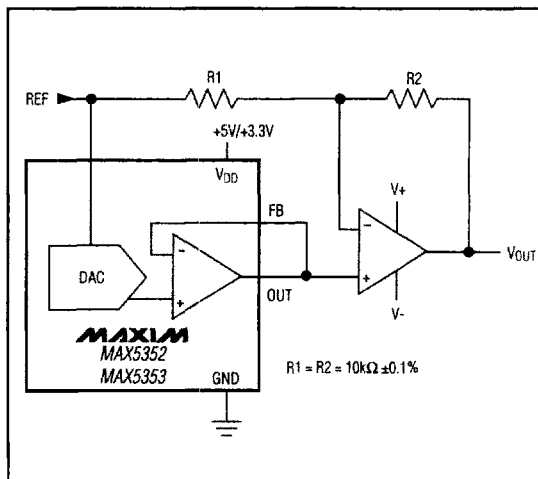 R1
R2
REF
+5V/+3.3V
VDD
V+
FB
DAC
−
+
−
+
VOUT
OUT
V-
MAXIM
MAX5352
MAX5353
GND
R1 = R2 = 10kΩ ±0.1%